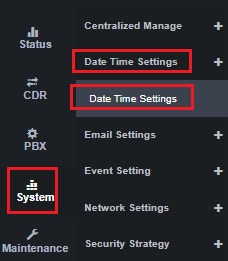 Status
CDR
PBX
System
Maintenance
Centralized Manage +
Date Time Settings +
Date Time Settings
Email Settings +
Event Setting +
Network Settings +
Security Strategy +